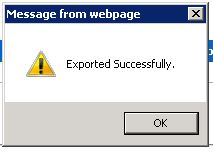 Message from webpage
Exported Successfully.
OK